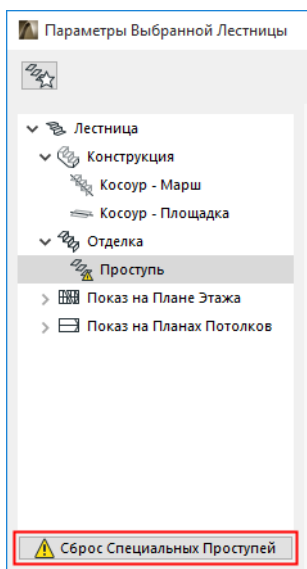 Параметры Выбранной Лестницы
Лестница
Конструкция
Косоур - Марш
Косоур - Площадка
Отделка
Проступь
Показ на Плане Этажа
Показ на Планах Потолков
Сброс Специальных Проступей